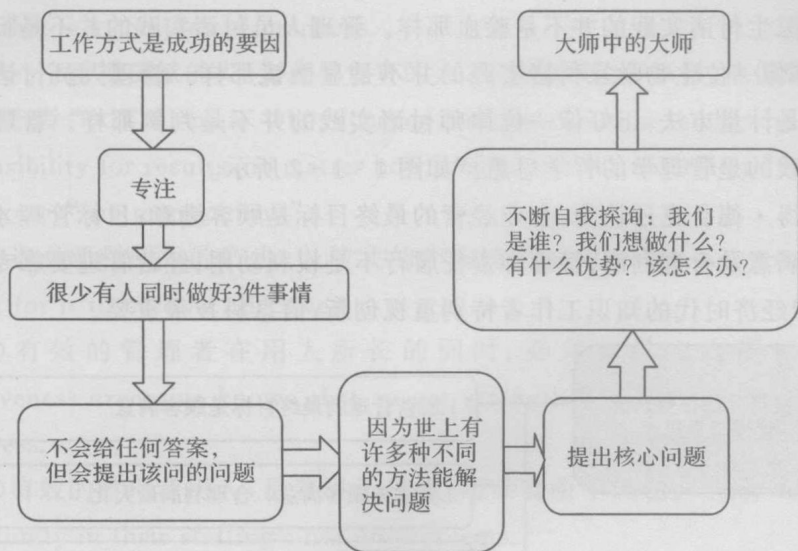 工作方式是成功的要因
专注
很少有人同时做好3件事情
不会给任何答案，
但会提出该问的问题
因为世上有
许多种不同
的方法能解
决问题
提出核心问题
不断自我探询：我们
是谁？我们想做什么？
有什么优势？该怎么办？
大师中的大师